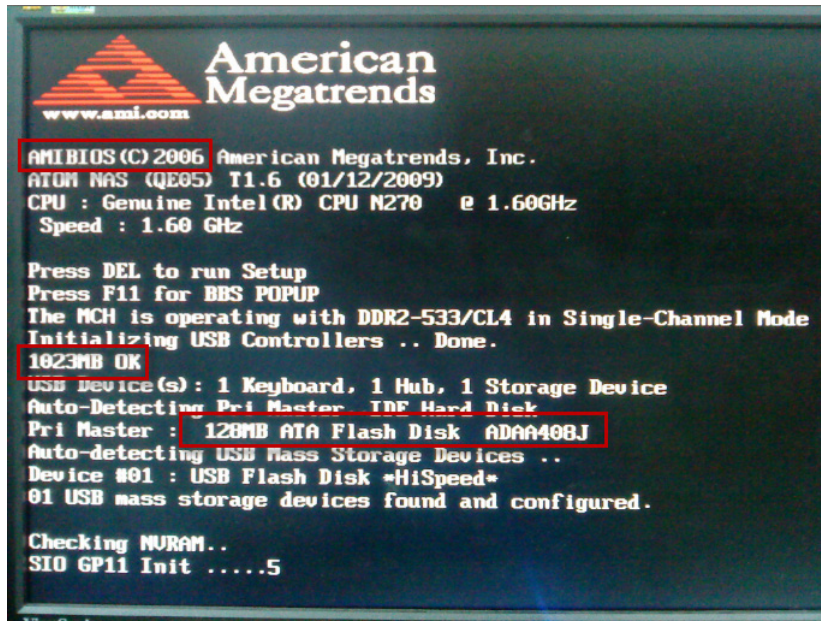 American
Megatrends
www.ami.com
AMIBIOS(C)2006 American Megatrends, Inc.
ATOM NAS (QE05) T1.6 (01/12/2009)
CPU : Genuine Intel(R) CPU N270 @ 1.60GHz
Speed : 1.60 GHz
Press DEL to run Setup
Press F11 for BBS POPUP
The MCH is operating with DDR2-533/CL4 in Single-Channel Mode
Initializing USB Controllers .. Done.
1023MB OK
USB Device(s): 1 Keyboard, 1 Hub, 1 Storage Device
Auto-Detecting Pri Master..IDE Hard Disk
Pri Master : 128MB ATA Flash Disk ADAA408J
Auto-detecting USB Mass Storage Devices ..
Device #01 : USB Flash Disk *HiSpeed*
01 USB mass storage devices found and configured.
Checking NVRAM..
SIO GP11 Init .....5